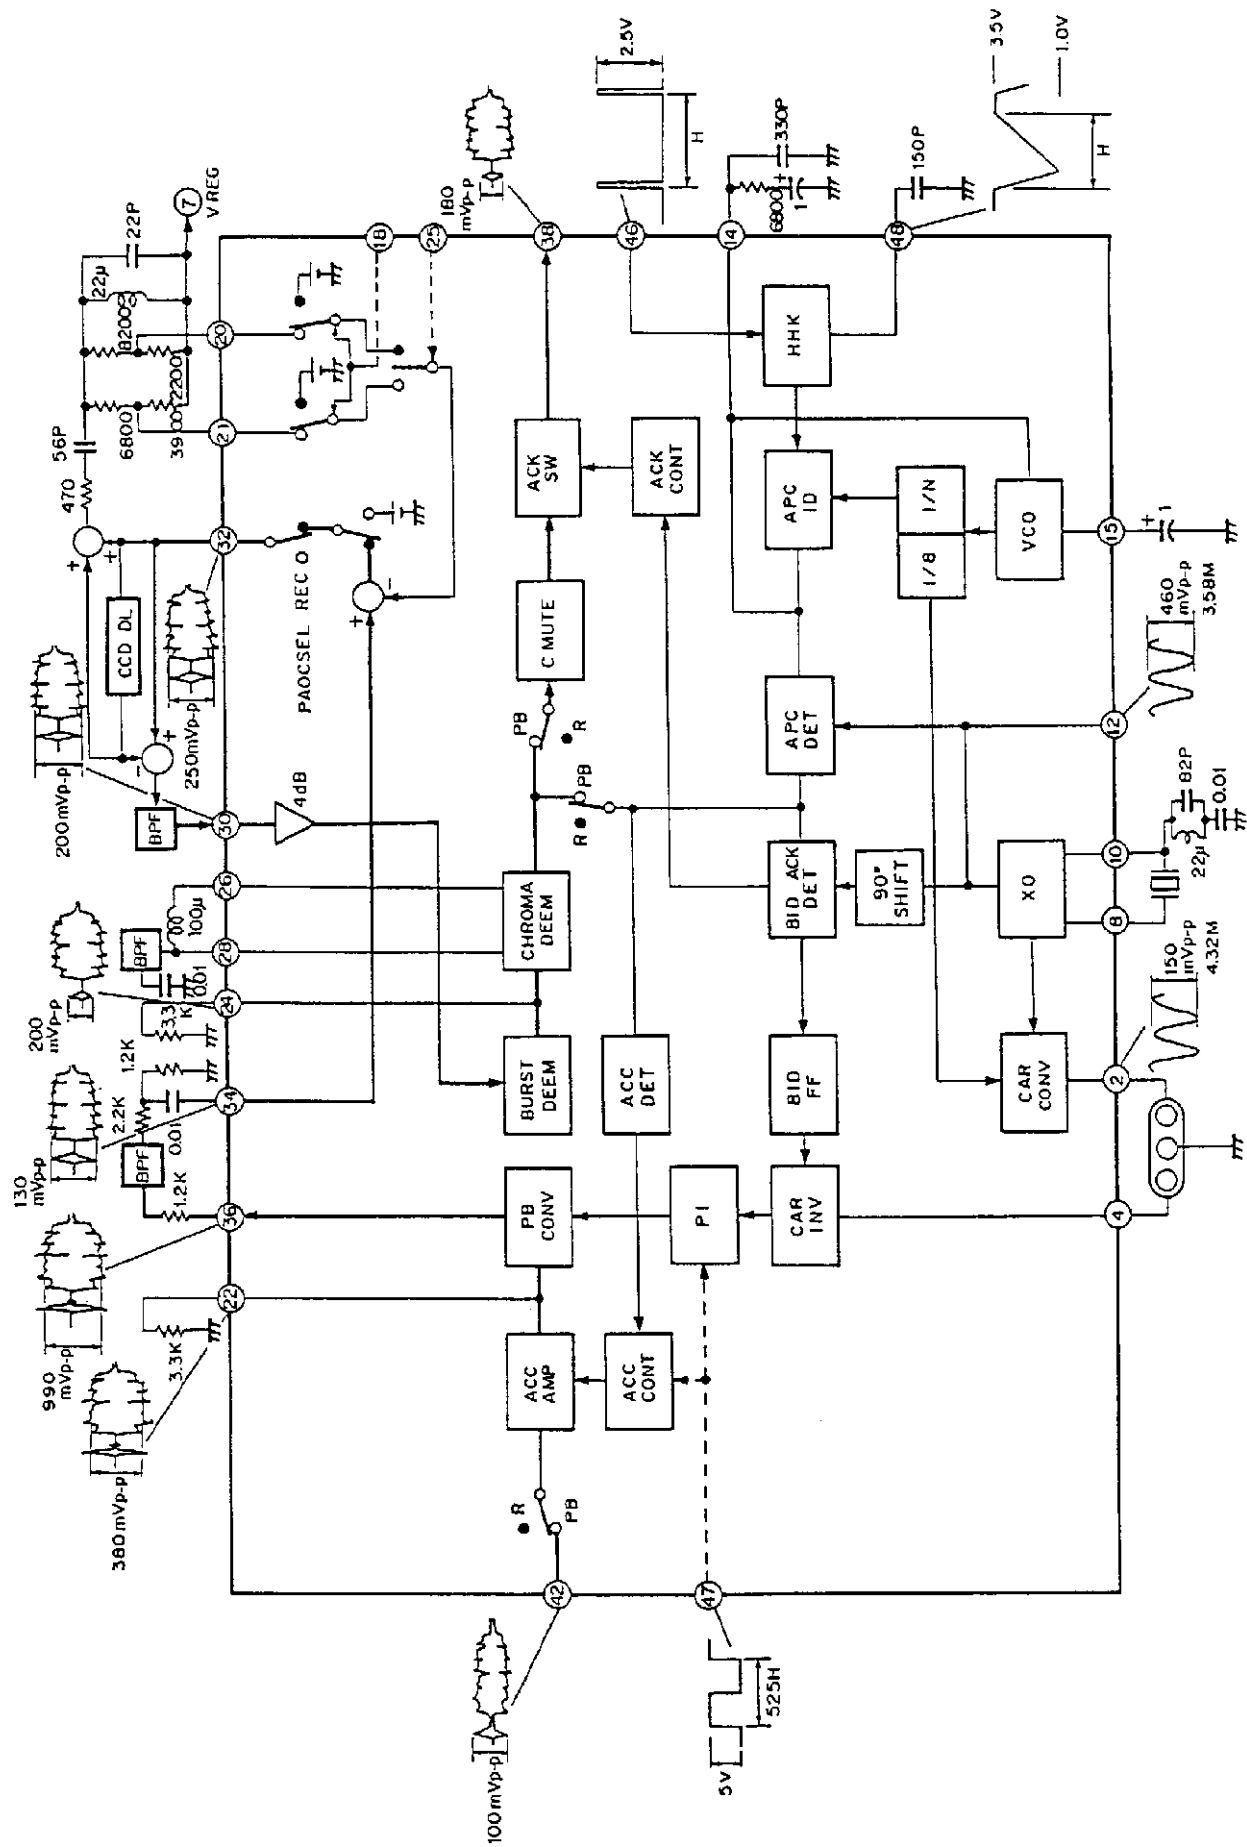 380mVp-p
990
mVp-p
130
mVp-p
200
mVp-p
200mVp-p
250mVp-p
3.3K
22
36
1.2K
BPF
2.2K
0.01
1.2K
34
24
3.3
K
0.01
BPF
28
100μ
26
BPF
30
CCD DL
32
470
56P
6800
3900
21
8200
2200
20
22μ
22P
7
V REG
4dB
PAOCSEL REC O
18
25
180
mVp-p
38
46
2.5V
H
14
6800
1
330P
48
150P
3.5V
1.0V
H
100mVp-p
42
R
PB
ACC
AMP
PB
CONV
BURST
DEEM
CHROMA
DEEM
PB
R
C MUTE
ACK
SW
R
PB
ACC
CONT
ACC
DET
ACK
CONT
5V
525H
47
PI
CAR
INV
BID
FF
BID ACK
DET
APC
DET
APC
ID
HHK
90°
SHIFT
1/8
1/N
CAR
CONV
XO
VCO
4
2
8
10
12
15
150
mVp-p
4.32M
22μ
82P
0.01
460
mVp-p
3.58M
1